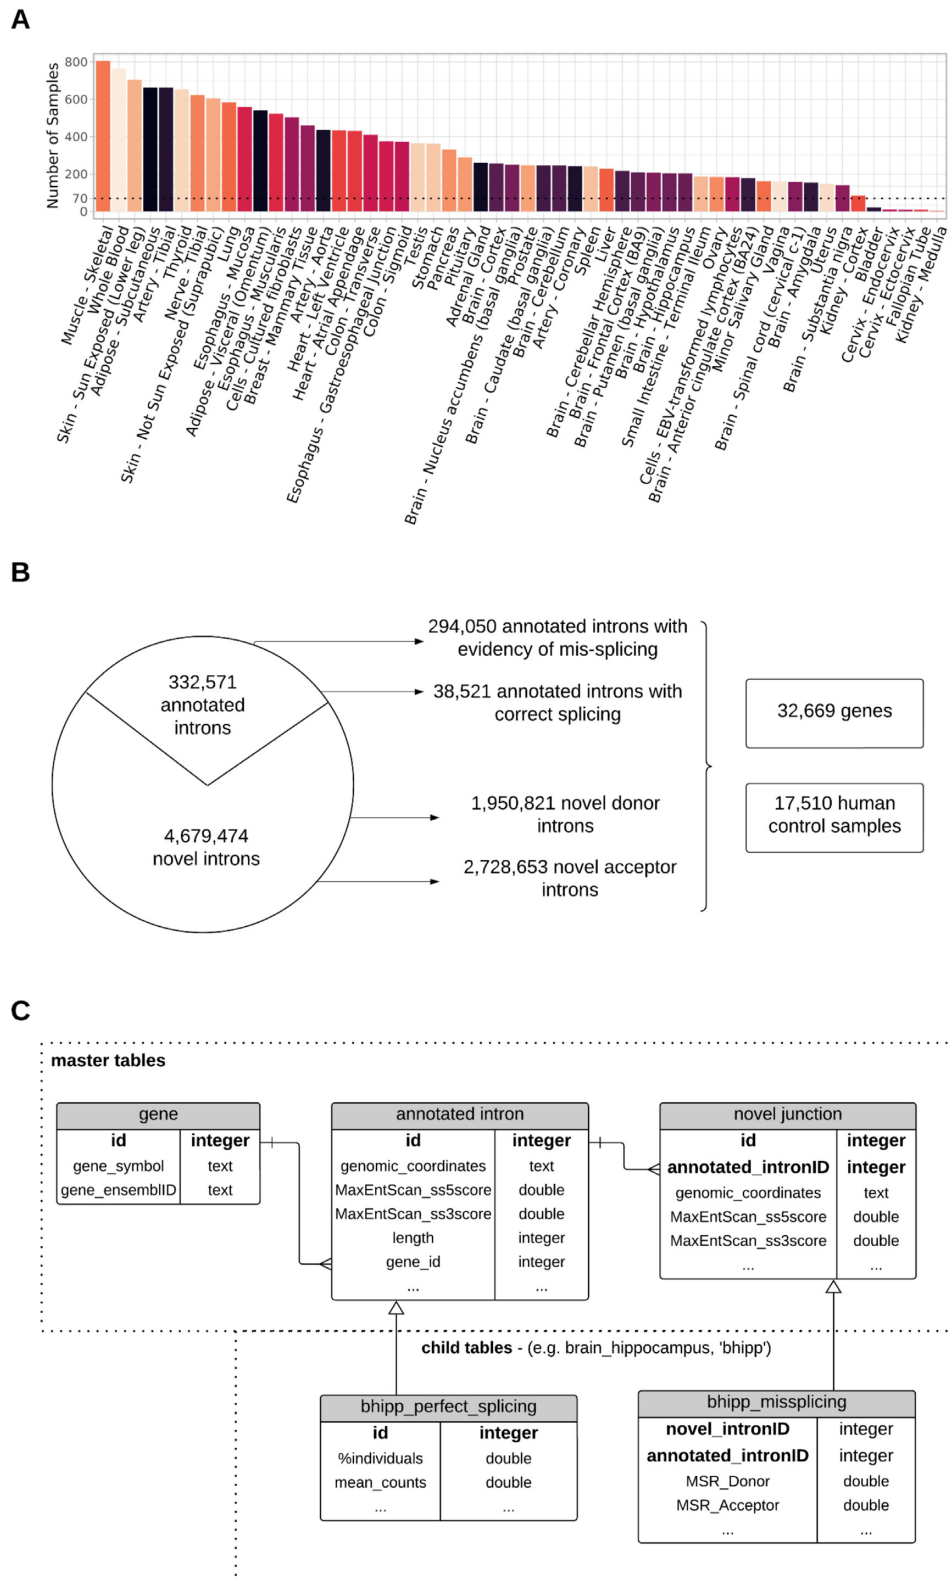 A
Number of Samples
800
600
400
200
70
0
Muscle - Skeletal
Whole Blood
Skin - Sun Exposed (Lower leg)
Adipose - Subcutaneous
Artery - Tibial
Thyroid
Nerve - Tibial
Skin - Not Sun Exposed (Suprapubic)
Lung
Esophagus - Mucosa
Adipose - Visceral (Omentum)
Esophagus - Muscularis
Cells - Cultured fibroblasts
Breast - Mammary Tissue
Artery - Aorta
Heart - Left Ventricle
Heart - Atrial Appendage
Colon - Transverse
Esophagus - Gastroesophageal Junction
Colon - Sigmoid
Testis
Stomach
Pancreas
Pituitary
Adrenal Gland
Brain - Cortex
Brain - Nucleus accumbens (basal ganglia)
Prostate
Brain - Caudate (basal ganglia)
Brain - Cerebellum
Artery - Coronary
Spleen
Liver
Brain - Cerebellar Hemisphere
Brain - Frontal Cortex (BA9)
Brain - Putamen (basal ganglia)
Brain - Hypothalamus
Brain - Hippocampus
Small Intestine - Terminal Ileum
Ovary
Cells - EBV-transformed lymphocytes
Brain - Anterior cingulate cortex (BA24)
Minor Salivary Gland
Vagina
Brain - Spinal cord (cervical c-1)
Brain - Amygdala
Uterus
Brain - Substantia nigra
Kidney - Cortex
Bladder
Cervix - Endocervix
Cervix - Ectocervix
Fallopian Tube
Kidney - Medulla
B
332,571
annotated
introns
4,679,474
novel introns
294,050 annotated introns with
evidency of mis-splicing
38,521 annotated introns with
correct splicing
1,950,821 novel donor
introns
2,728,653 novel acceptor
introns
32,669 genes
17,510 human
control samples
C
master tables
gene
id integer
gene_symbol text
gene_ensemblID text
annotated intron
id integer
genomic_coordinates text
MaxEntScan_ss5score double
MaxEntScan_ss3score double
length integer
gene_id integer
... ...
novel junction
id integer
annotated_intronID integer
genomic_coordinates text
MaxEntScan_ss5score double
MaxEntScan_ss3score double
... ...
child tables - (e.g. brain_hippocampus, 'bhipp')
bhipp_perfect_splicing
id integer
%individuals double
mean_counts double
... ...
bhipp_missplicing
novel_intronID integer
annotated_intronID integer
MSR_Donor double
MSR_Acceptor double
... ...